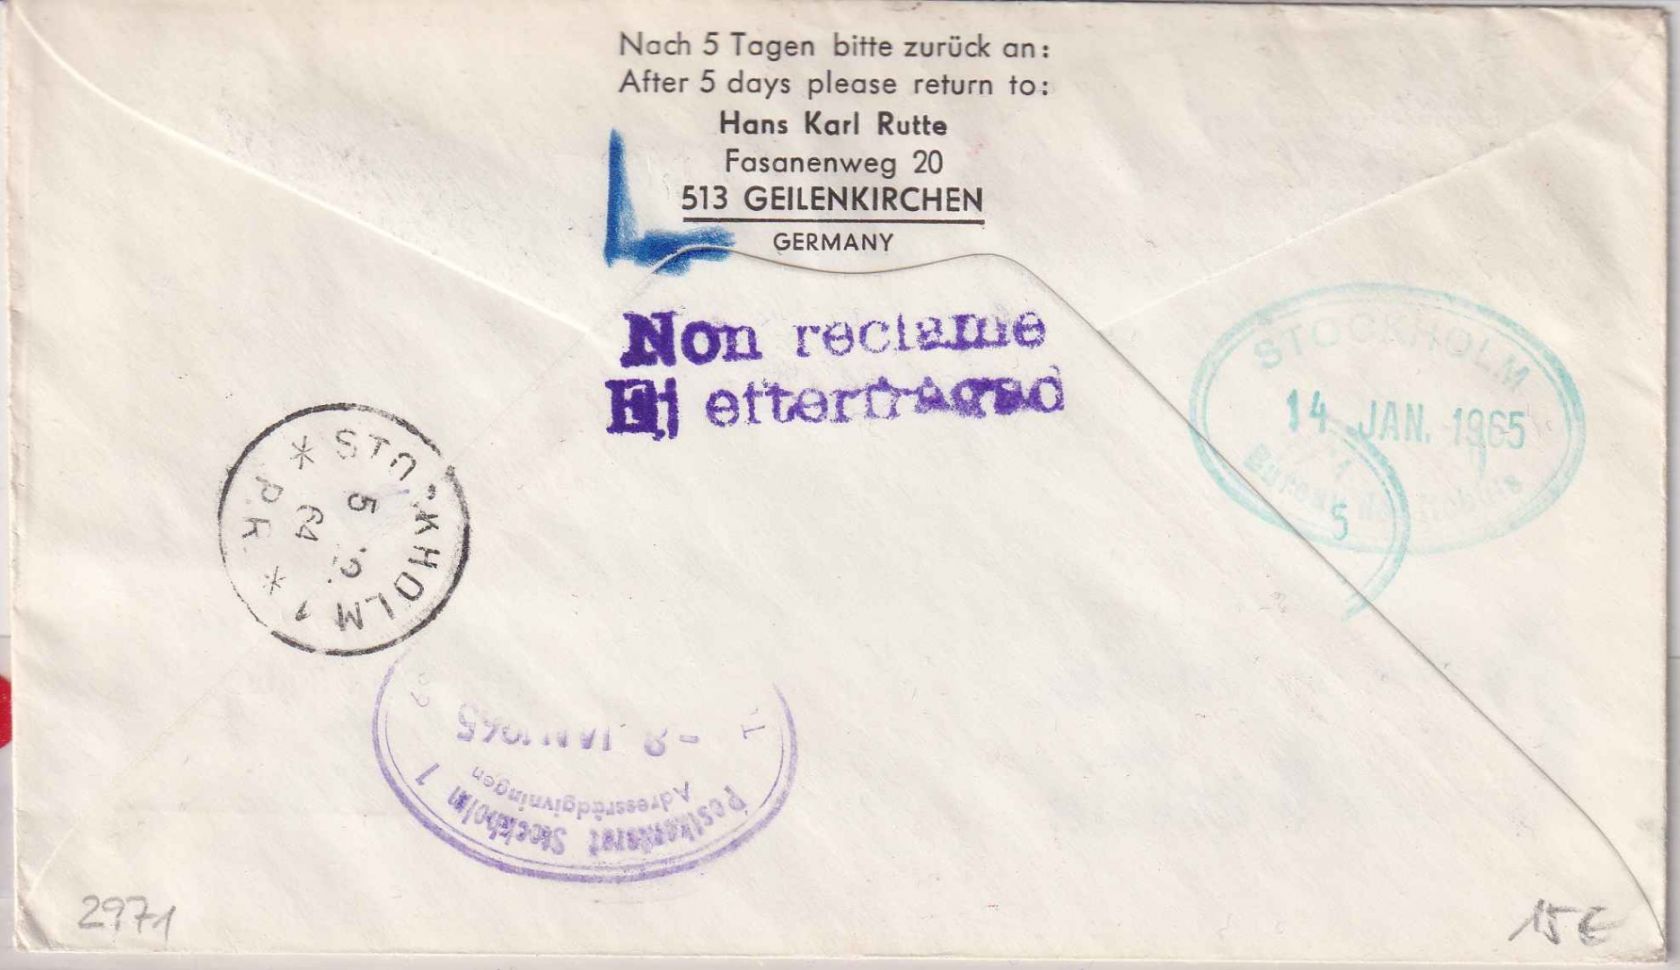 Nach 5 Tagen bitte zurück an:
After 5 days please return to:
Hans Karl Rutte
Fasanenweg 20
513 GEILENKIRCHEN
GERMANY
Non reclame
Ej efterfrågad
STOCKHOLM
14 JAN. 1965
Bureau
5
* STOCKHOLM 1 *
5
64
P.K.
- 8 JAN 1965
Adressrådgivningen
Postkontoret Stockholm 1
2971
15 €